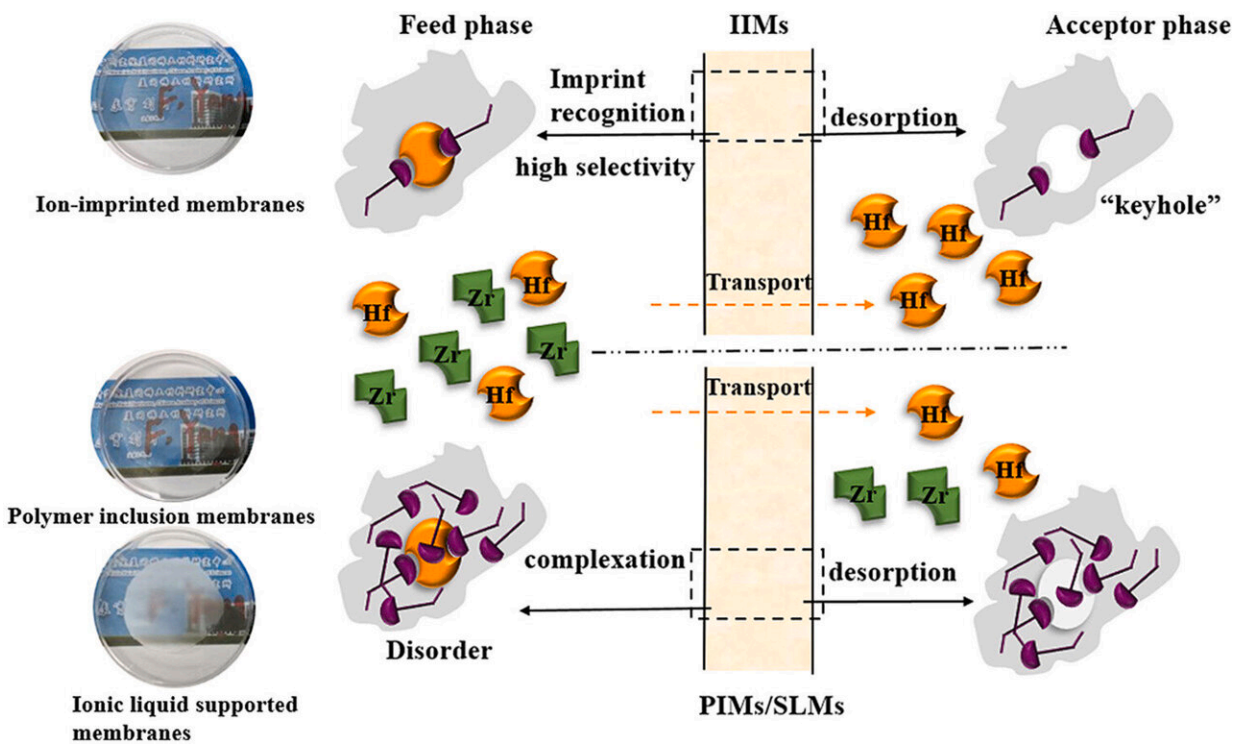 Feed phase
IIMs
Acceptor phase
Imprint
recognition
high selectivity
desorption
Ion-imprinted membranes
“keyhole”
Hf
Hf
Hf
Hf
Transport
Hf
Zr
Hf
Zr
Zr
Zr
Hf
Transport
Hf
Hf
Zr
Zr
Polymer inclusion membranes
complexation
desorption
Disorder
Ionic liquid supported
membranes
PIMs/SLMs